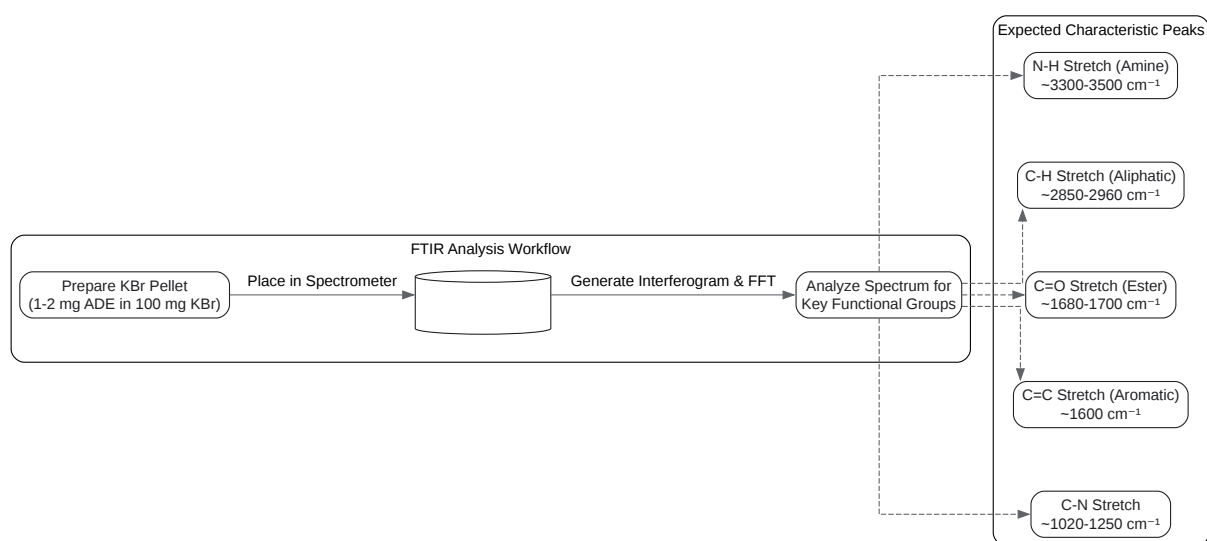 Expected Characteristic Peaks
N-H Stretch (Amine)
~3300-3500 cm⁻¹
C-H Stretch (Aliphatic)
~2850-2960 cm⁻¹
FTIR Analysis Workflow
Prepare KBr Pellet
(1-2 mg ADE in 100 mg KBr)
Place in Spectrometer
Generate Interferogram & FFT
Analyze Spectrum for
Key Functional Groups
C=O Stretch (Ester)
~1680-1700 cm⁻¹
C=C Stretch (Aromatic)
~1600 cm⁻¹
C-N Stretch
~1020-1250 cm⁻¹